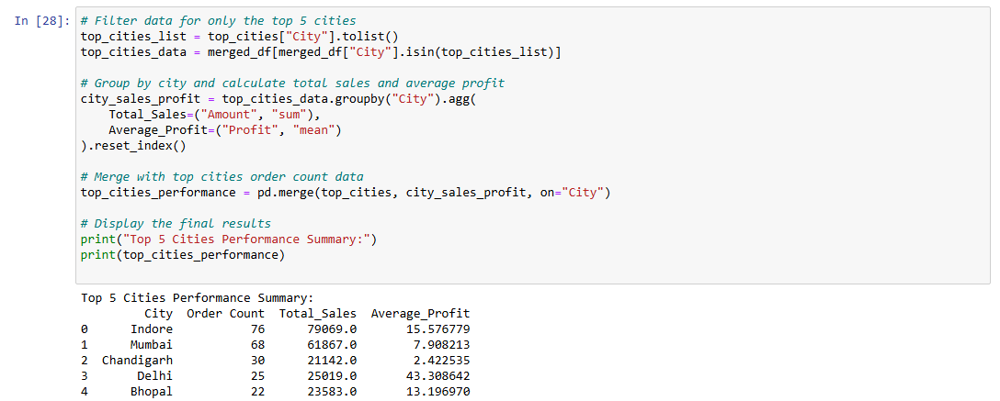 In [28]: # Filter data for only the top 5 cities
top_cities_list = top_cities["City"].tolist()
top_cities_data = merged_df[merged_df["City"].isin(top_cities_list)]

# Group by city and calculate total sales and average profit
city_sales_profit = top_cities_data.groupby("City").agg(
    Total_Sales=("Amount", "sum"),
    Average_Profit=("Profit", "mean")
).reset_index()

# Merge with top cities order count data
top_cities_performance = pd.merge(top_cities, city_sales_profit, on="City")

# Display the final results
print("Top 5 Cities Performance Summary:")
print(top_cities_performance)

Top 5 Cities Performance Summary:
         City  Order Count  Total_Sales  Average_Profit
0      Indore           76      79069.0       15.576779
1      Mumbai           68      61867.0        7.908213
2  Chandigarh           30      21142.0        2.422535
3       Delhi           25      25019.0       43.308642
4      Bhopal           22      23583.0       13.196970